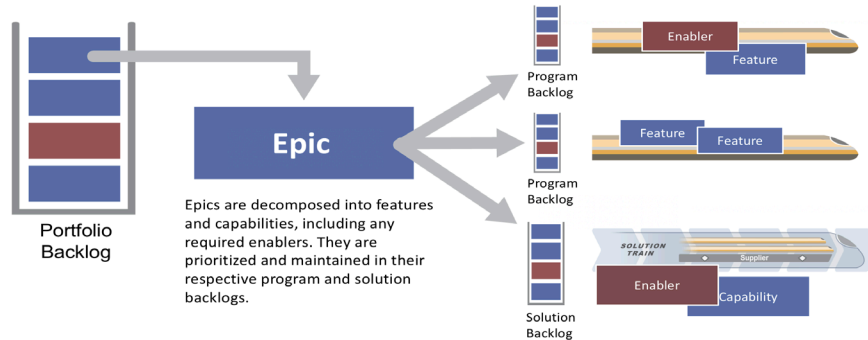 Portfolio
Backlog
Epic
Epics are decomposed into features
and capabilities, including any
required enablers. They are
prioritized and maintained in their
respective program and solution
backlogs.
Program
Backlog
Enabler
Feature
Program
Backlog
Feature
Feature
Solution
Backlog
SOLUTION
TRAIN
Supplier
Enabler
Capability